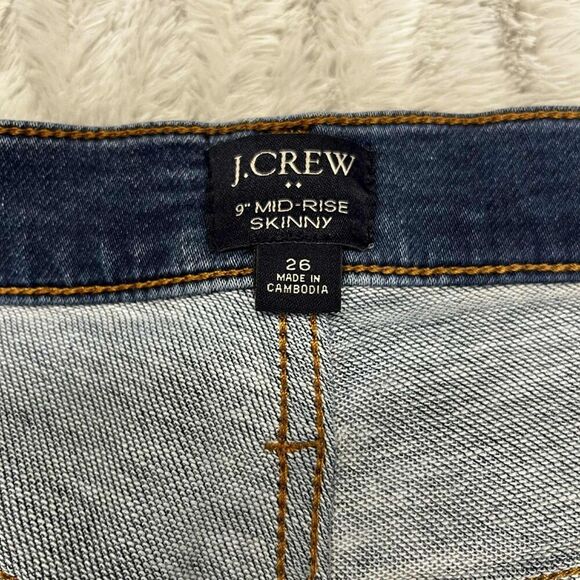 J.CREW
••
9" MID-RISE
SKINNY
26
MADE IN
CAMBODIA